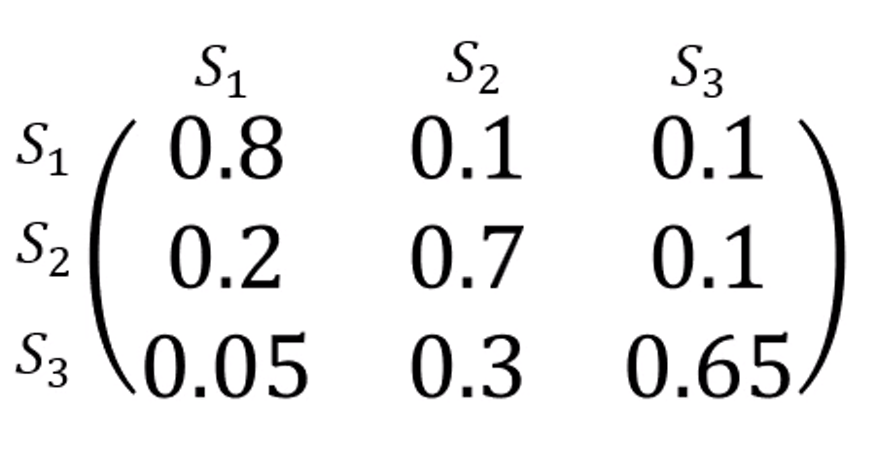 S₁ S₂ S₃
S₁ 0.8 0.1 0.1
S₂ 0.2 0.7 0.1
S₃ 0.05 0.3 0.65